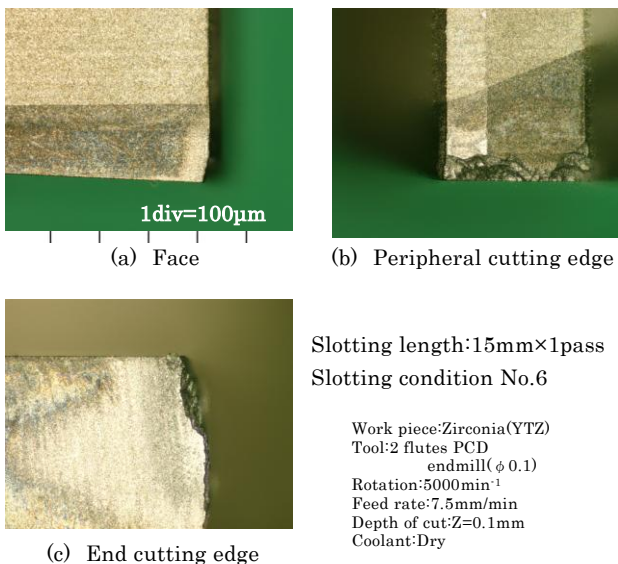 1div=100μm
(a) Face
(b) Peripheral cutting edge
Slotting length:15mm×1pass
Slotting condition No.6
Work piece:Zirconia(YTZ)
Tool:2 flutes PCD
endmill(φ0.1)
Rotation:5000min⁻¹
Feed rate:7.5mm/min
Depth of cut:Z=0.1mm
Coolant:Dry
(c) End cutting edge